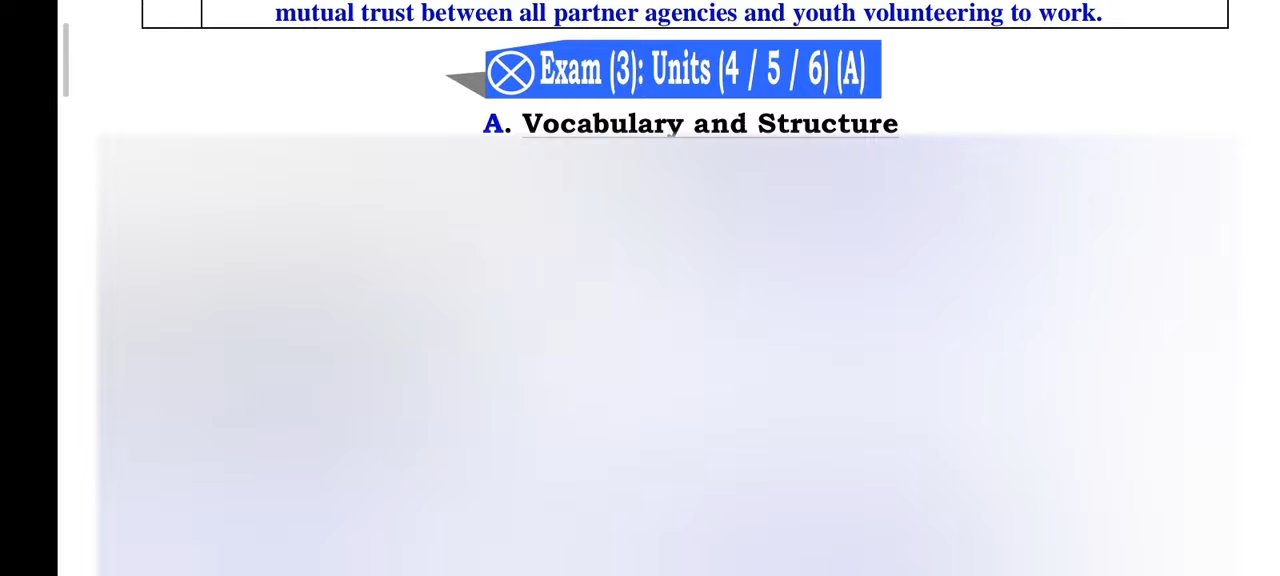 mutual trust between all partner agencies and youth volunteering to work.
Exam (3): Units (4 / 5 / 6) (A)
A. Vocabulary and Structure